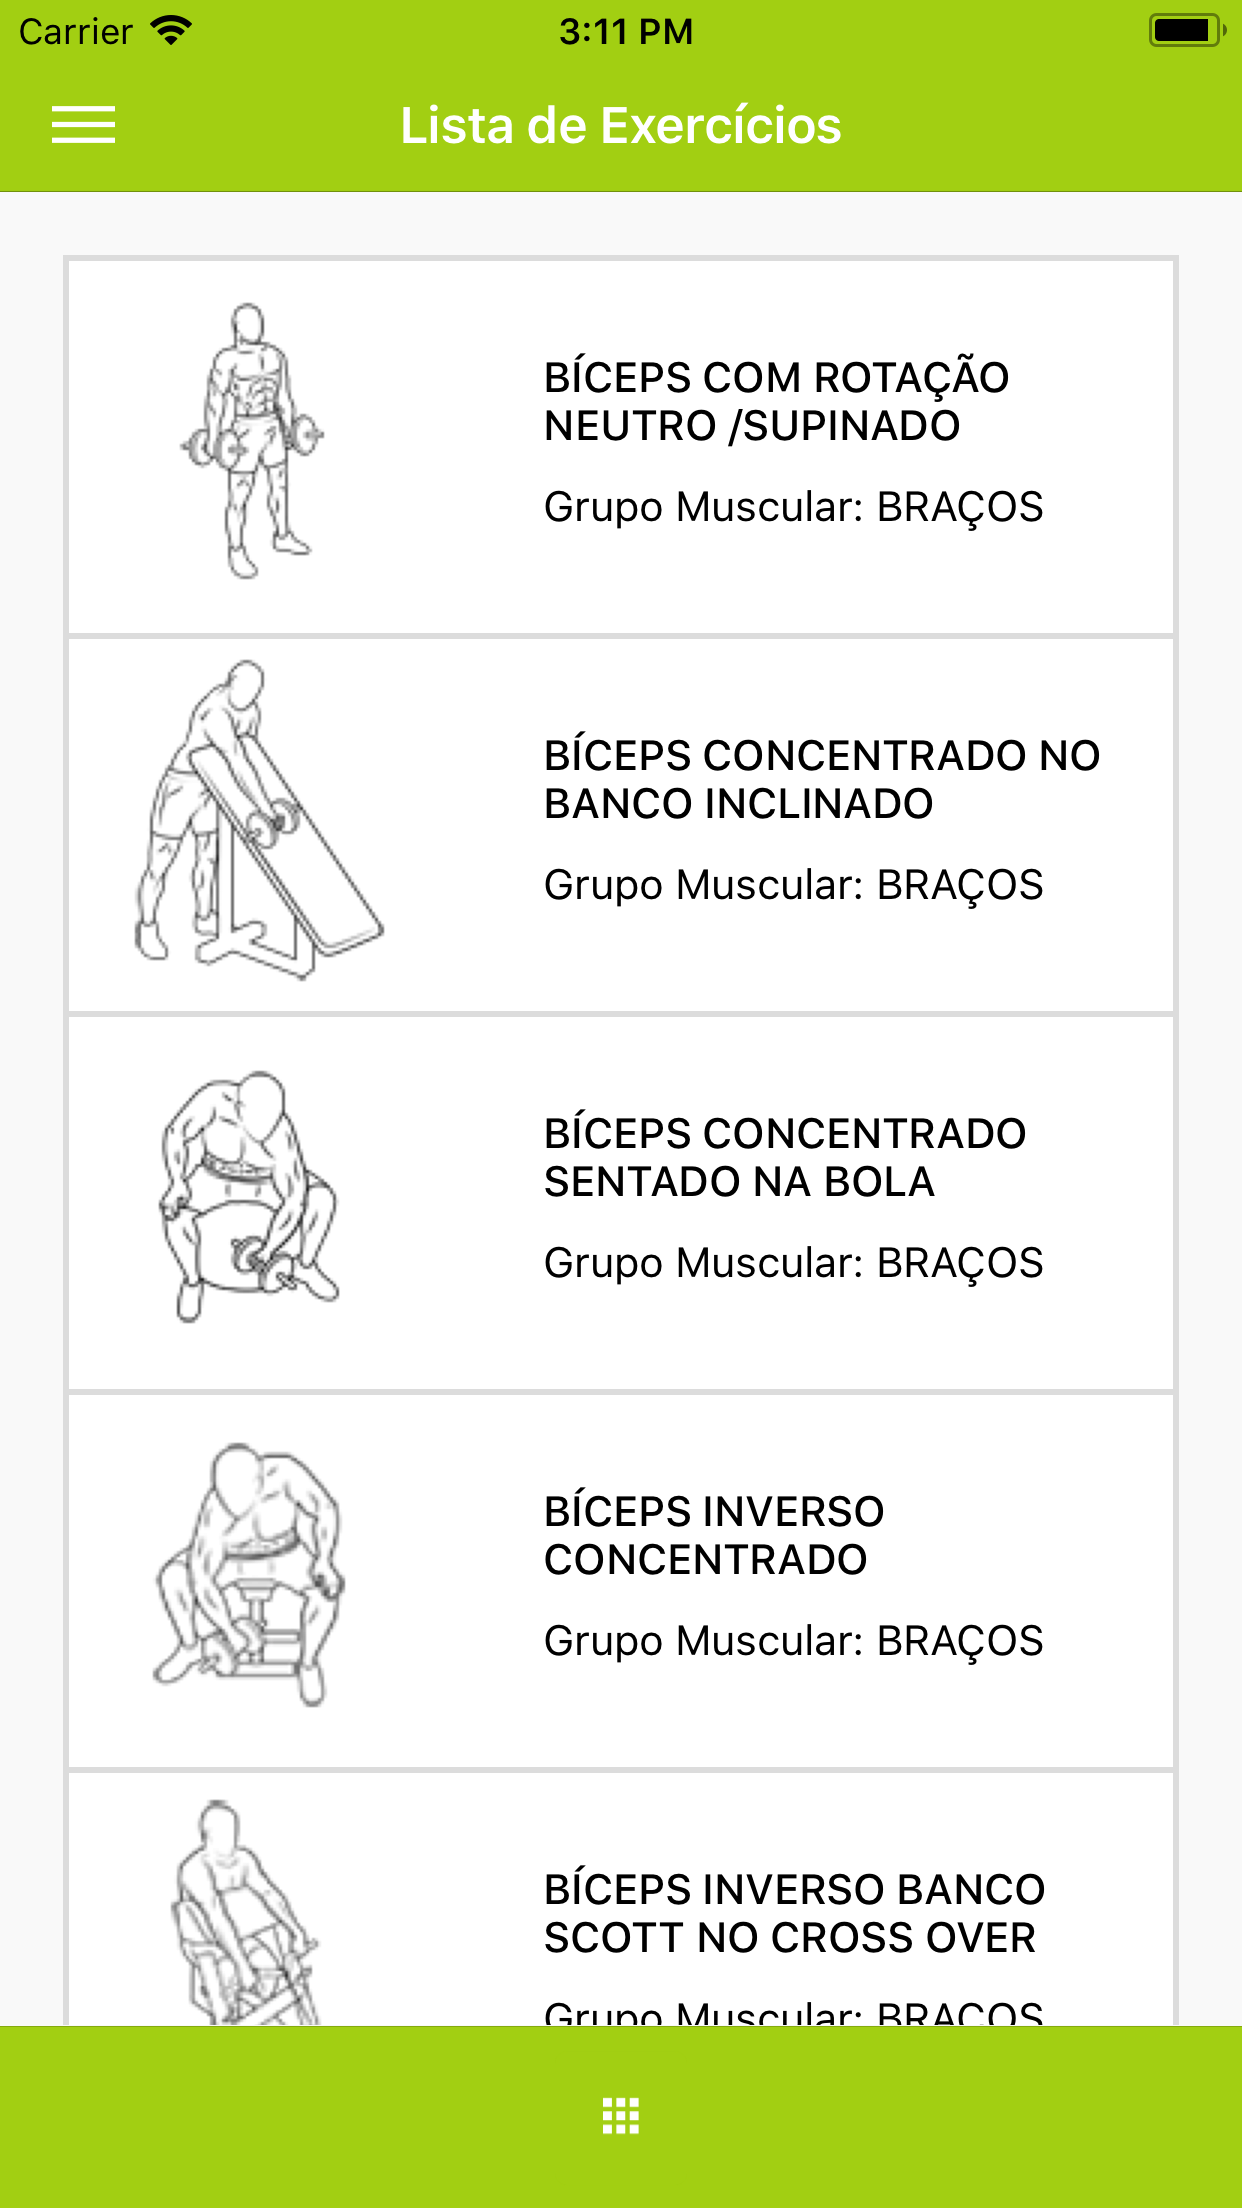 Carrier
3:11 PM
Lista de Exercícios
BÍCEPS COM ROTAÇÃO
NEUTRO /SUPINADO
Grupo Muscular: BRAÇOS
BÍCEPS CONCENTRADO NO
BANCO INCLINADO
Grupo Muscular: BRAÇOS
BÍCEPS CONCENTRADO
SENTADO NA BOLA
Grupo Muscular: BRAÇOS
BÍCEPS INVERSO
CONCENTRADO
Grupo Muscular: BRAÇOS
BÍCEPS INVERSO BANCO
SCOTT NO CROSS OVER
Grupo Muscular: BRAÇOS